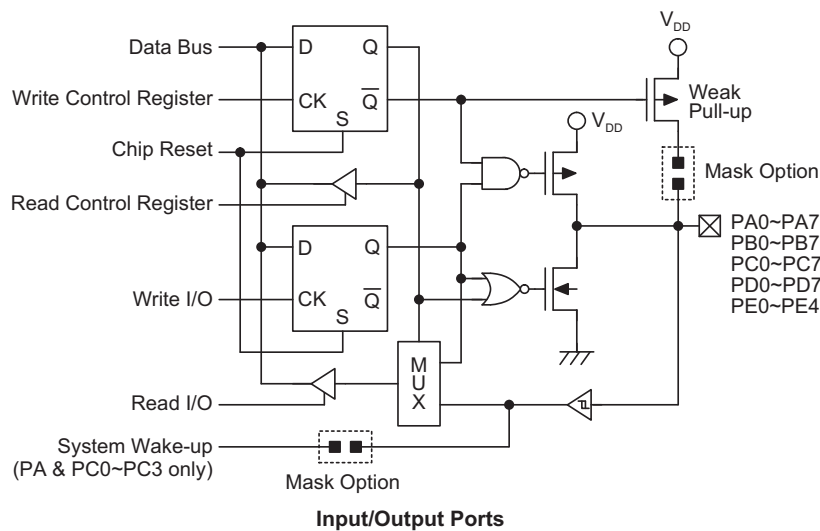 V_DD
Data Bus
D
Q
Write Control Register
CK
Q̅
S
Weak
Pull-up
V_DD
Chip Reset
Mask Option
Read Control Register
PA0~PA7
PB0~PB7
PC0~PC7
PD0~PD7
PE0~PE4
D
Q
Write I/O
CK
Q̅
S
M
U
X
Read I/O
System Wake-up
(PA & PC0~PC3 only)
Mask Option
Input/Output Ports